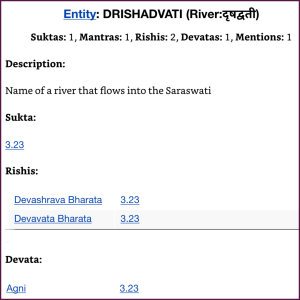 Entity: DRISHADVATI (River:दृषद्वती)
Suktas: 1, Mantras: 1, Rishis: 2, Devatas: 1, Mentions: 1
Description:
Name of a river that flows into the Saraswati
Sukta:
3.23
Rishis:
Devashrava Bharata 3.23
Devavata Bharata 3.23
Devata:
Agni 3.23